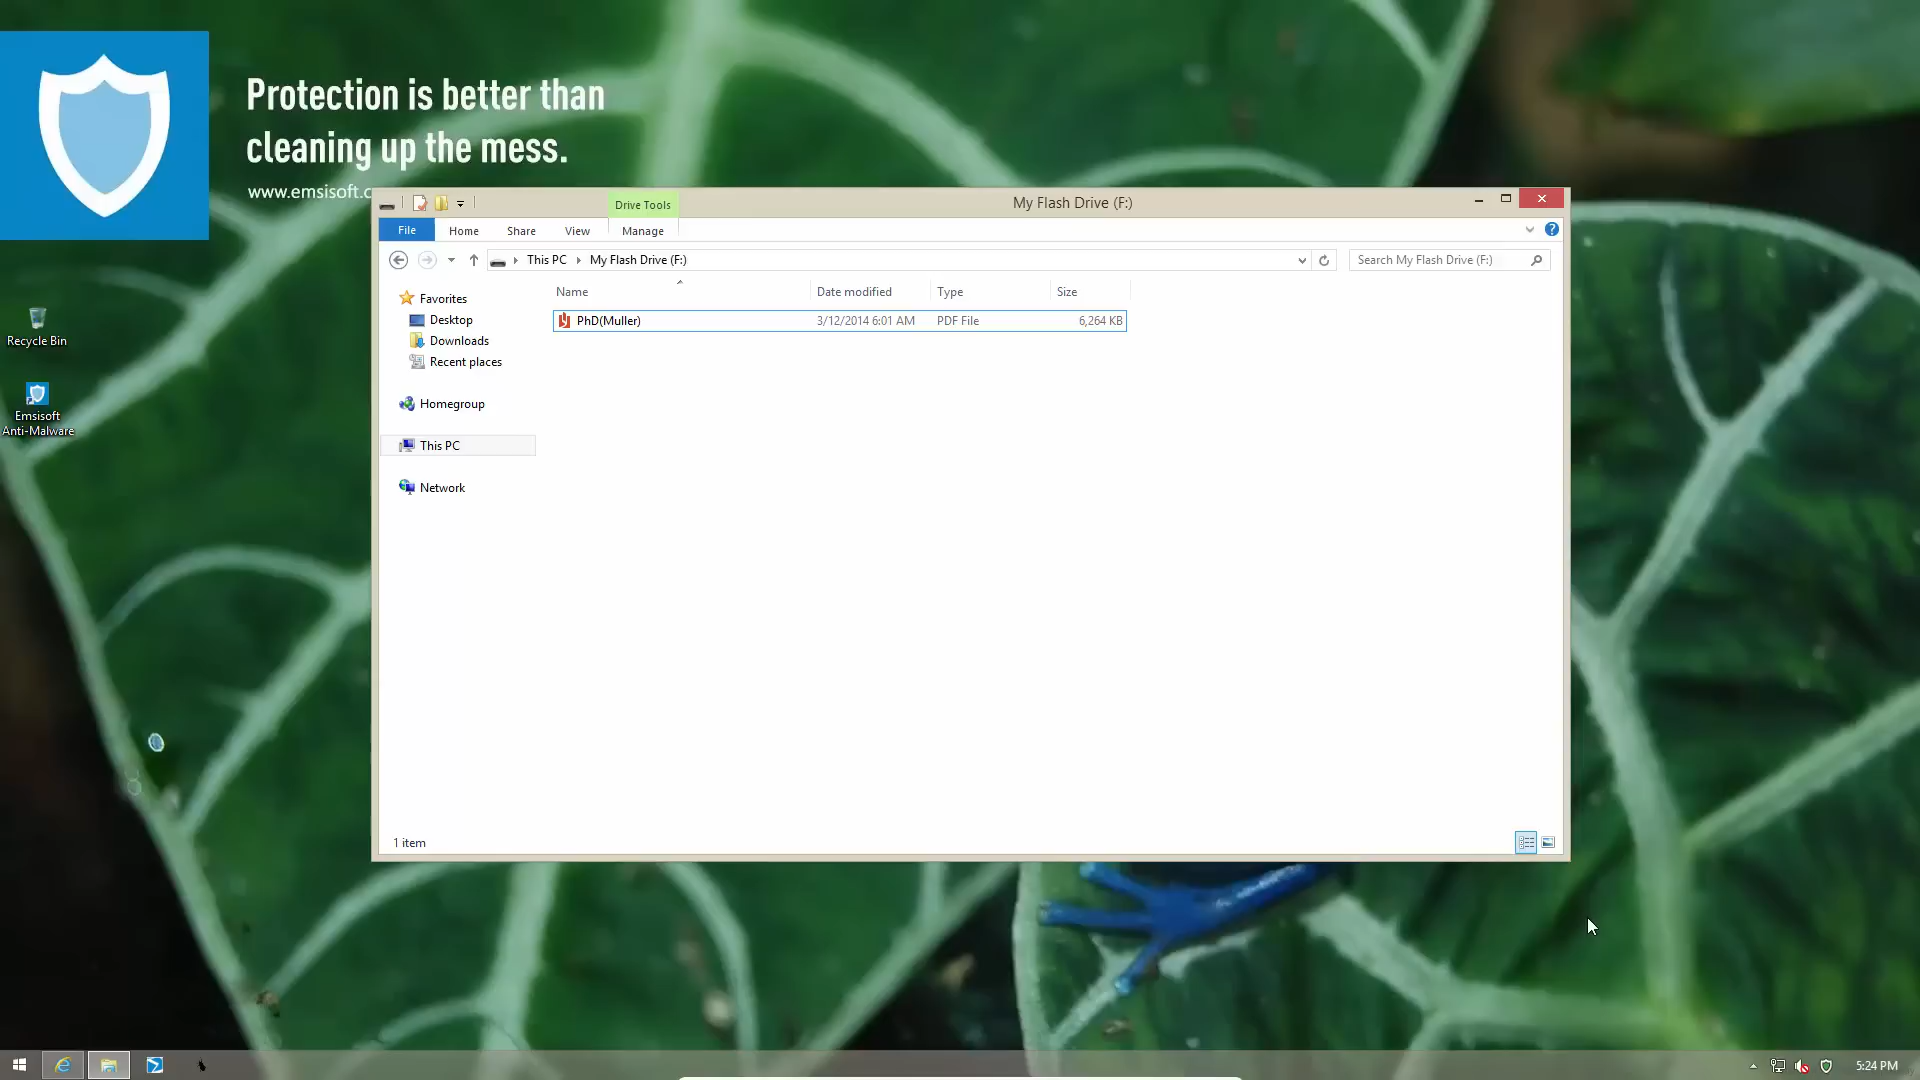 Protection is better than
cleaning up the mess.
www.emsisoft.c
Recycle Bin
Emsisoft
Anti-Malware
Drive Tools
My Flash Drive (F:)
File Home Share View Manage
This PC My Flash Drive (F:)
Search My Flash Drive (F:)
Favorites
Desktop
Downloads
Recent places
Homegroup
This PC
Network
Name Date modified Type Size
PhD(Muller) 3/12/2014 6:01 AM PDF File 6,264 KB
1 item
5:24 PM